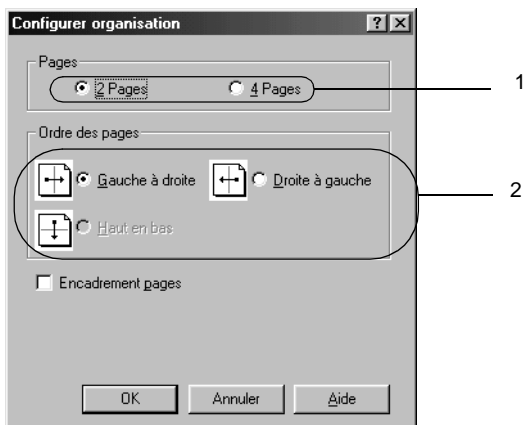 Configurer organisation
Pages
2 Pages 4 Pages 1
Ordre des pages
Gauche à droite Droite à gauche 2
Haut en bas
Encadrement pages
OK Annuler Aide